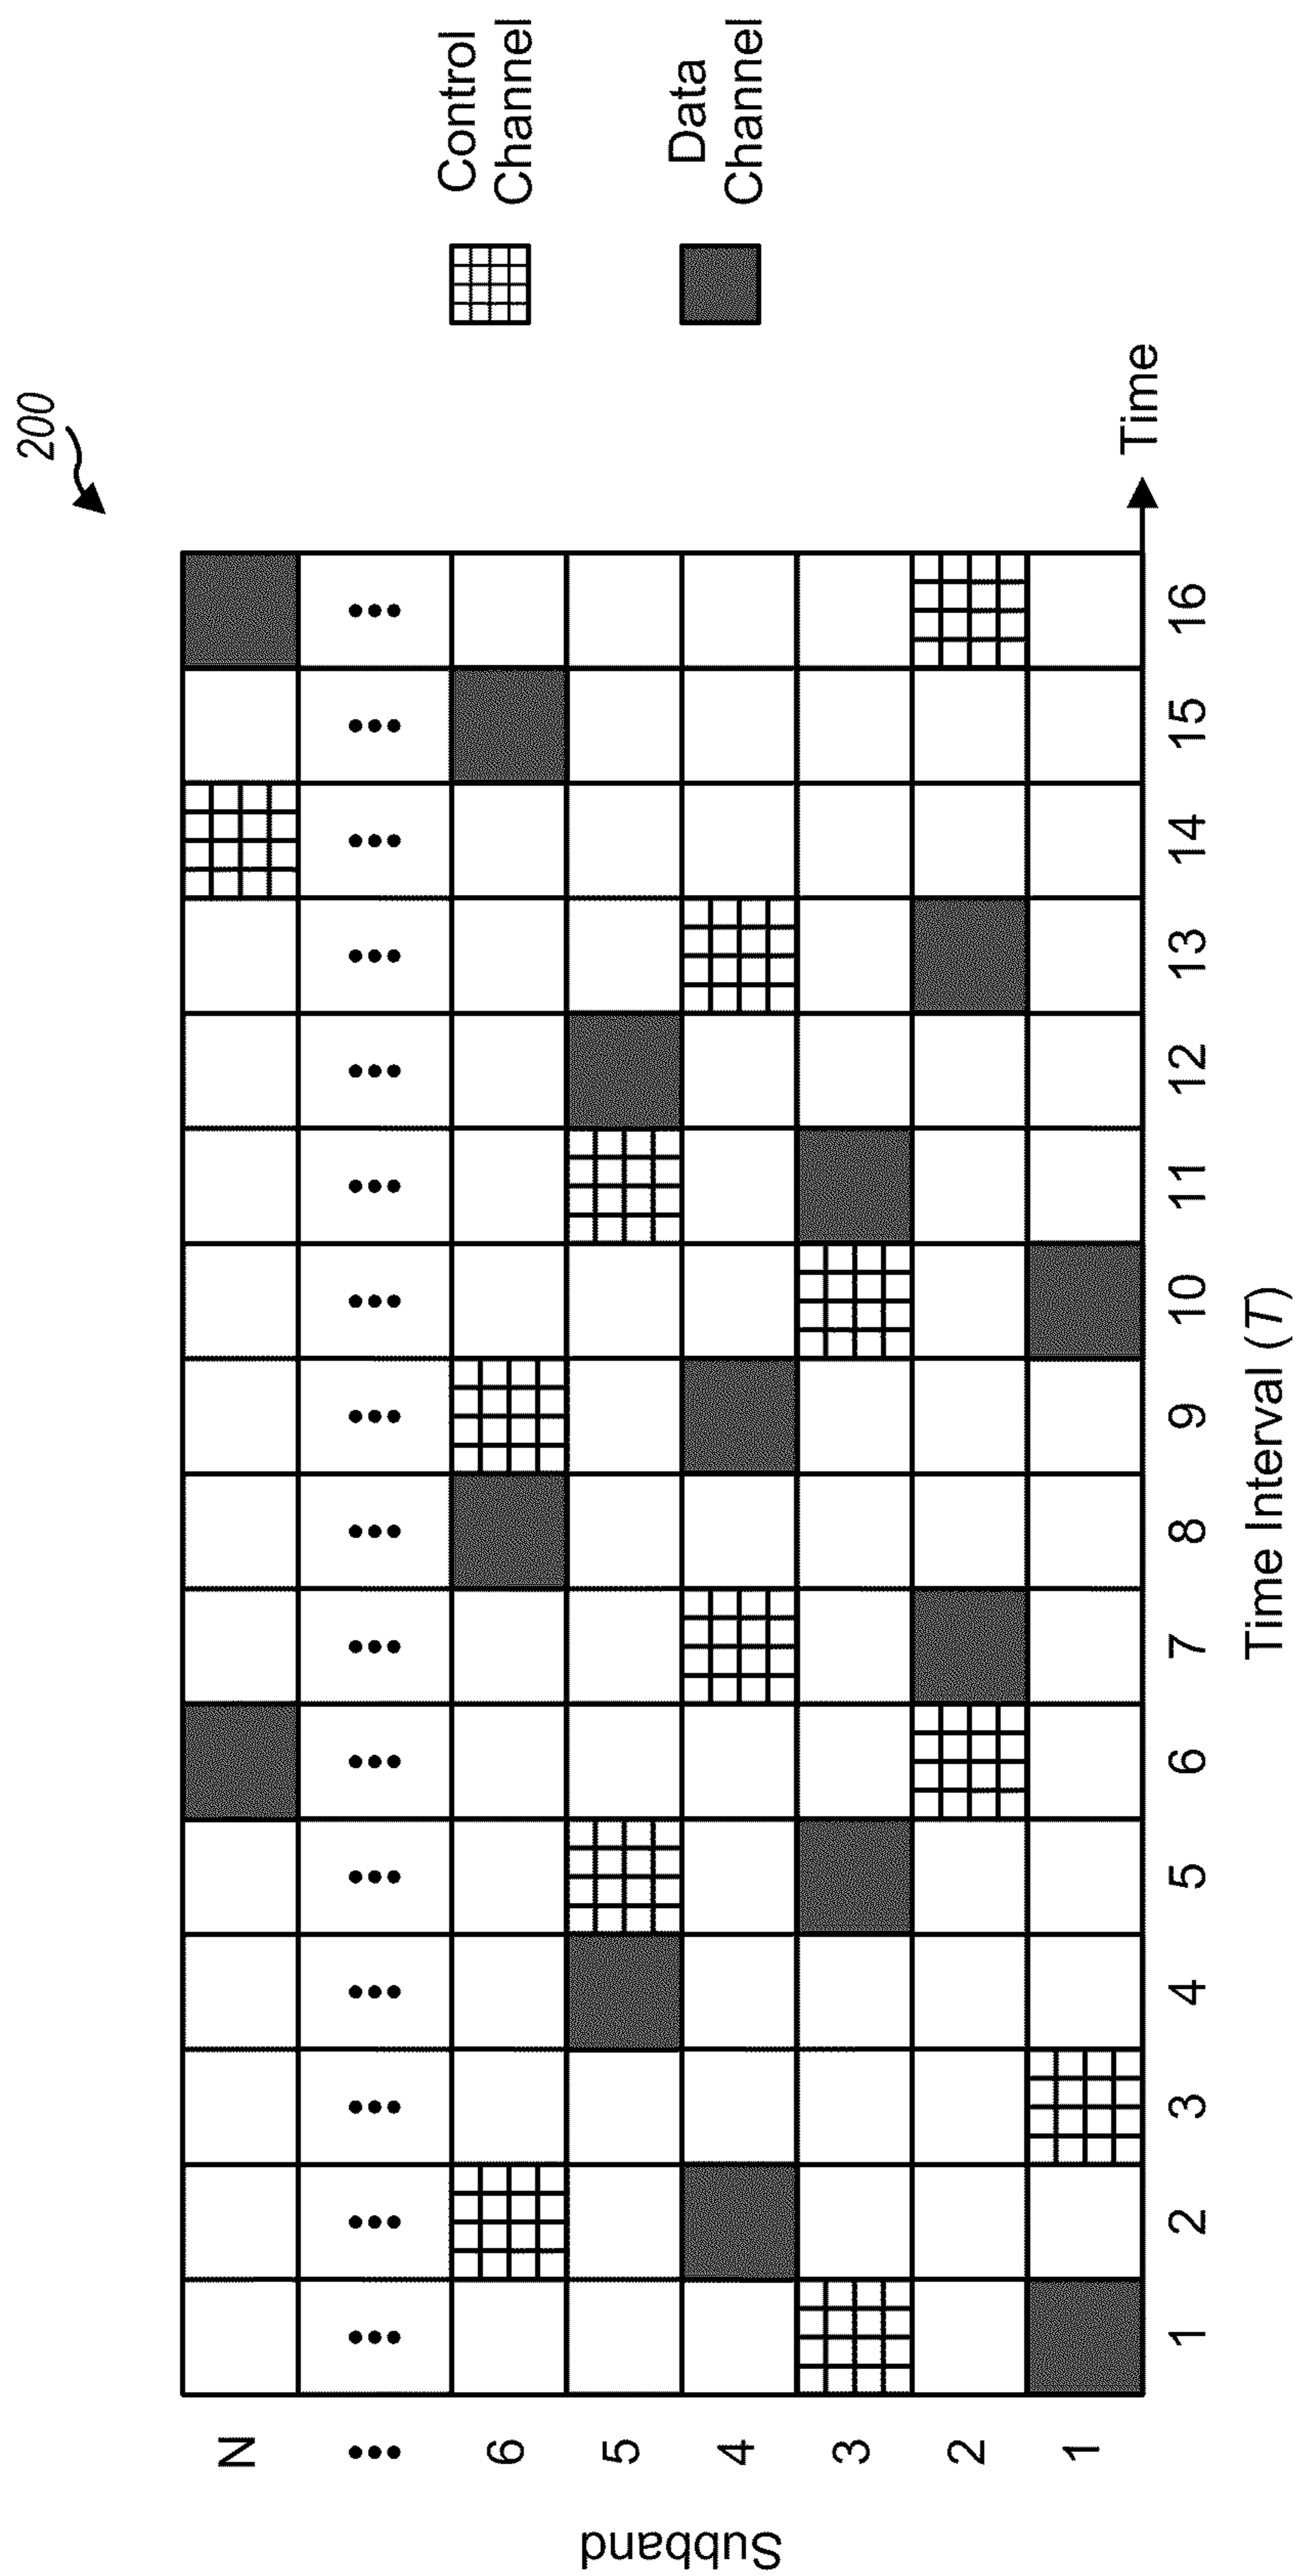 200
Subband
N
•••
6
5
4
3
2
1
••• ••• ••• ••• ••• ••• ••• ••• ••• ••• ••• ••• ••• ••• ••• •••
1 2 3 4 5 6 7 8 9 10 11 12 13 14 15 16
Time
Time Interval (T)
Control
Channel
Data
Channel